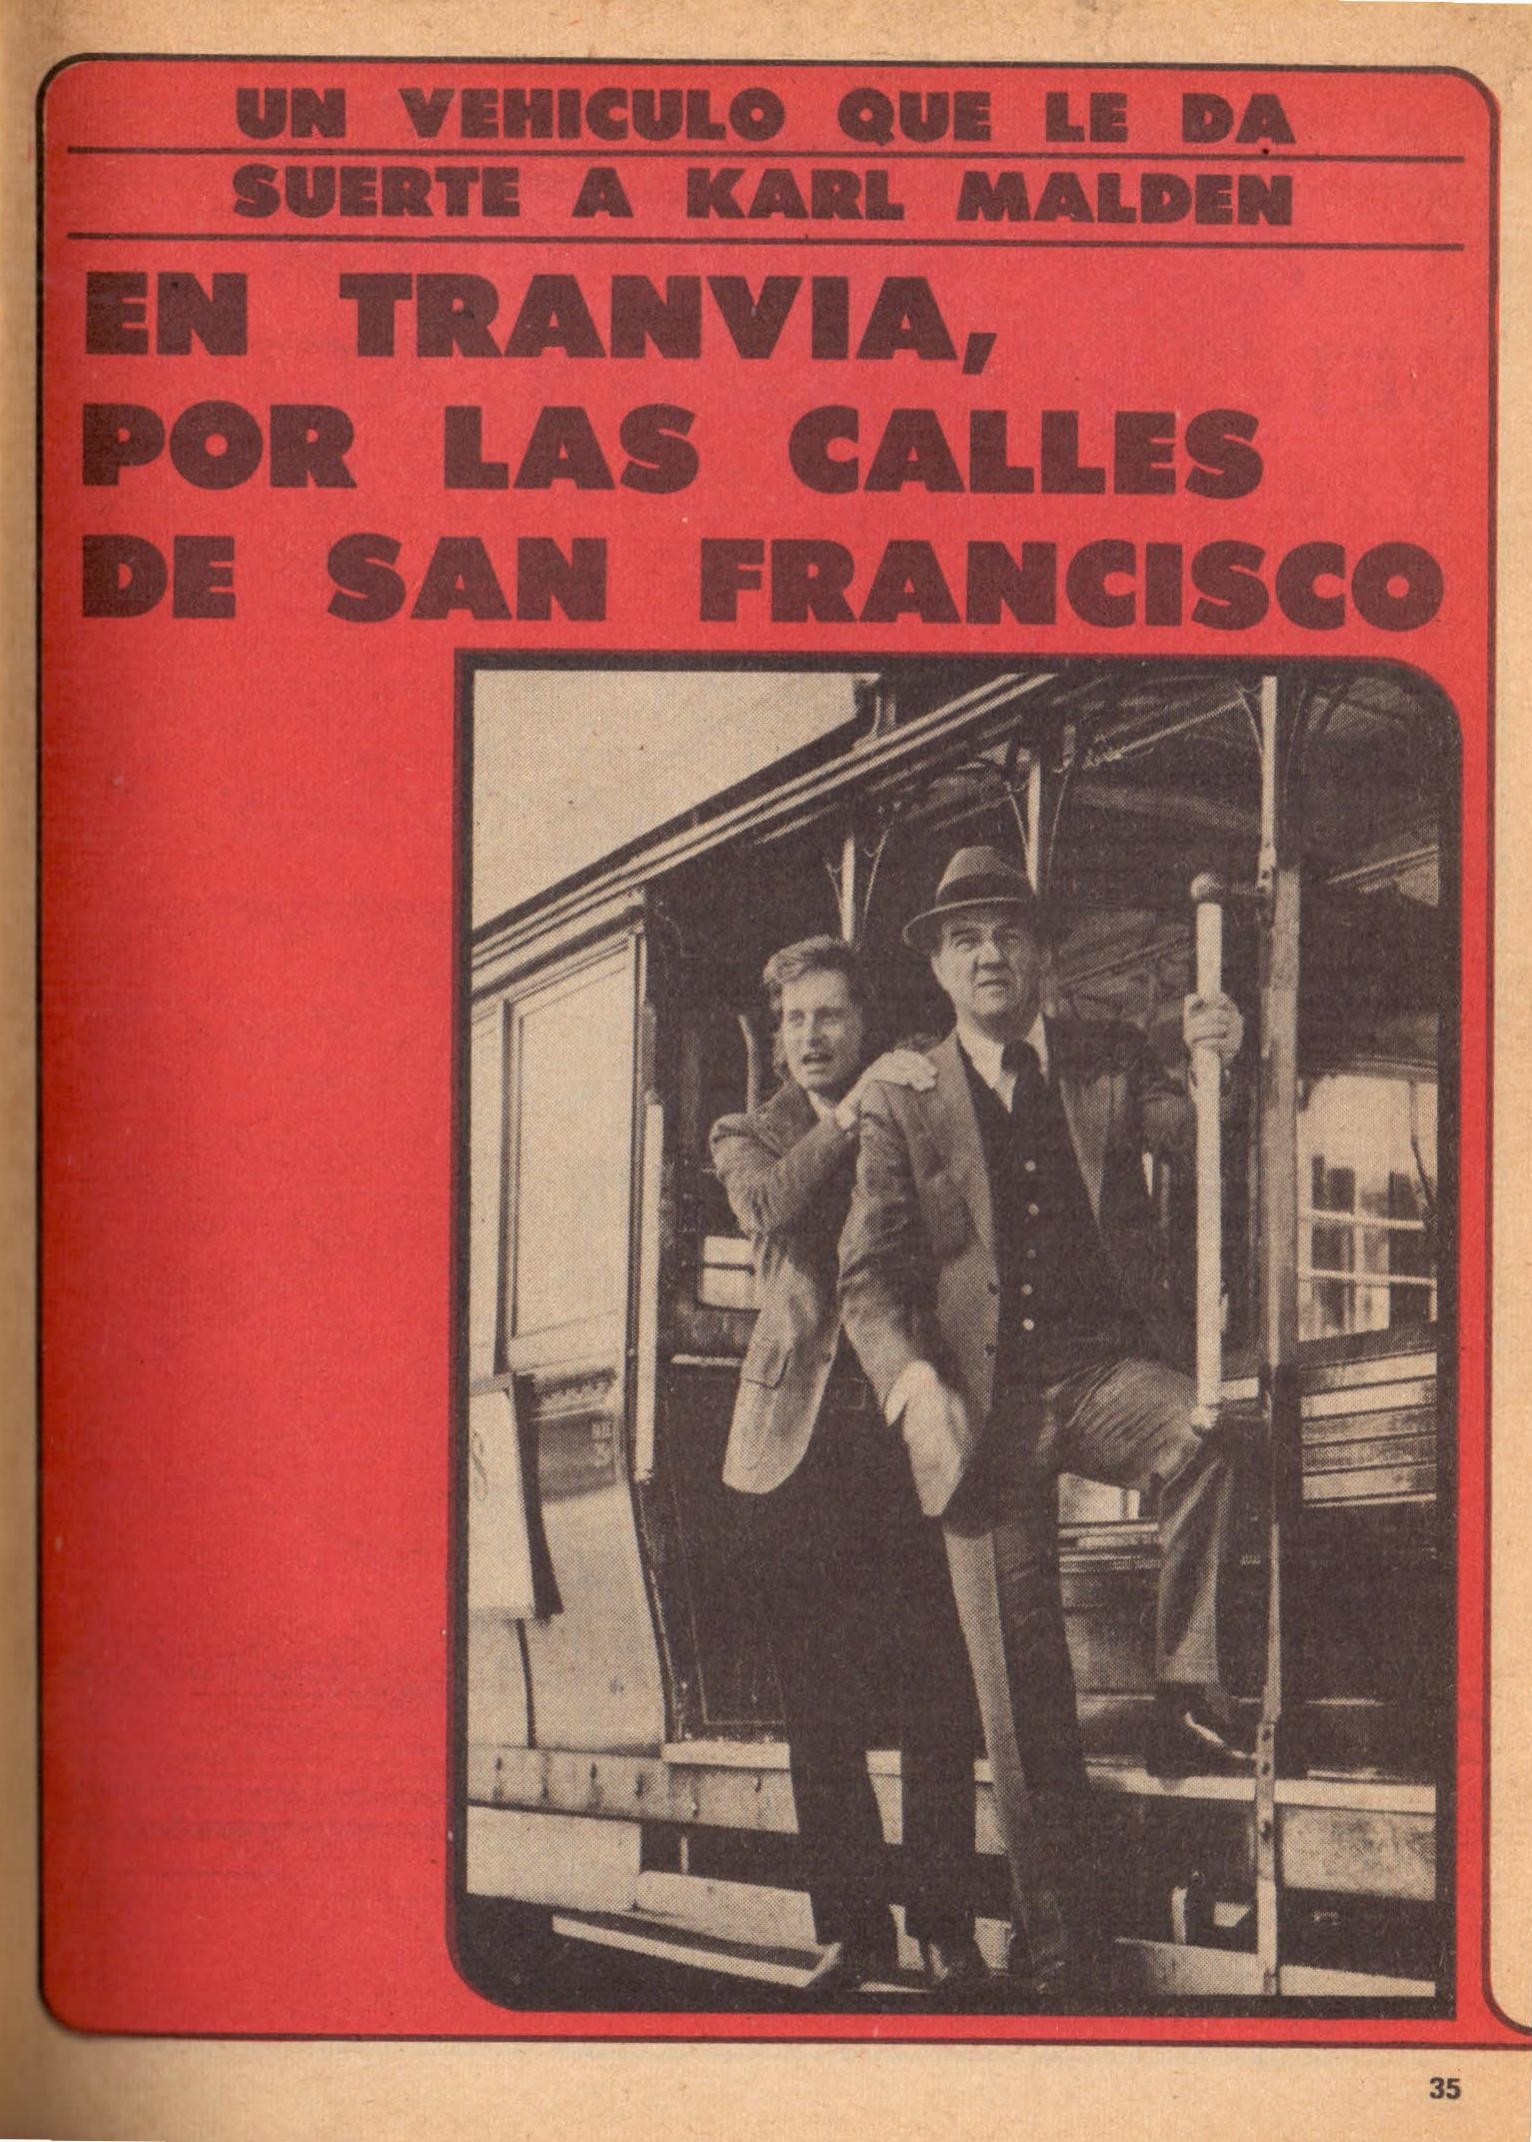 UN VEHICULO QUE LE DA
SUERTE A KARL MALDEN
EN TRANVIA,
POR LAS CALLES
DE SAN FRANCISCO
35